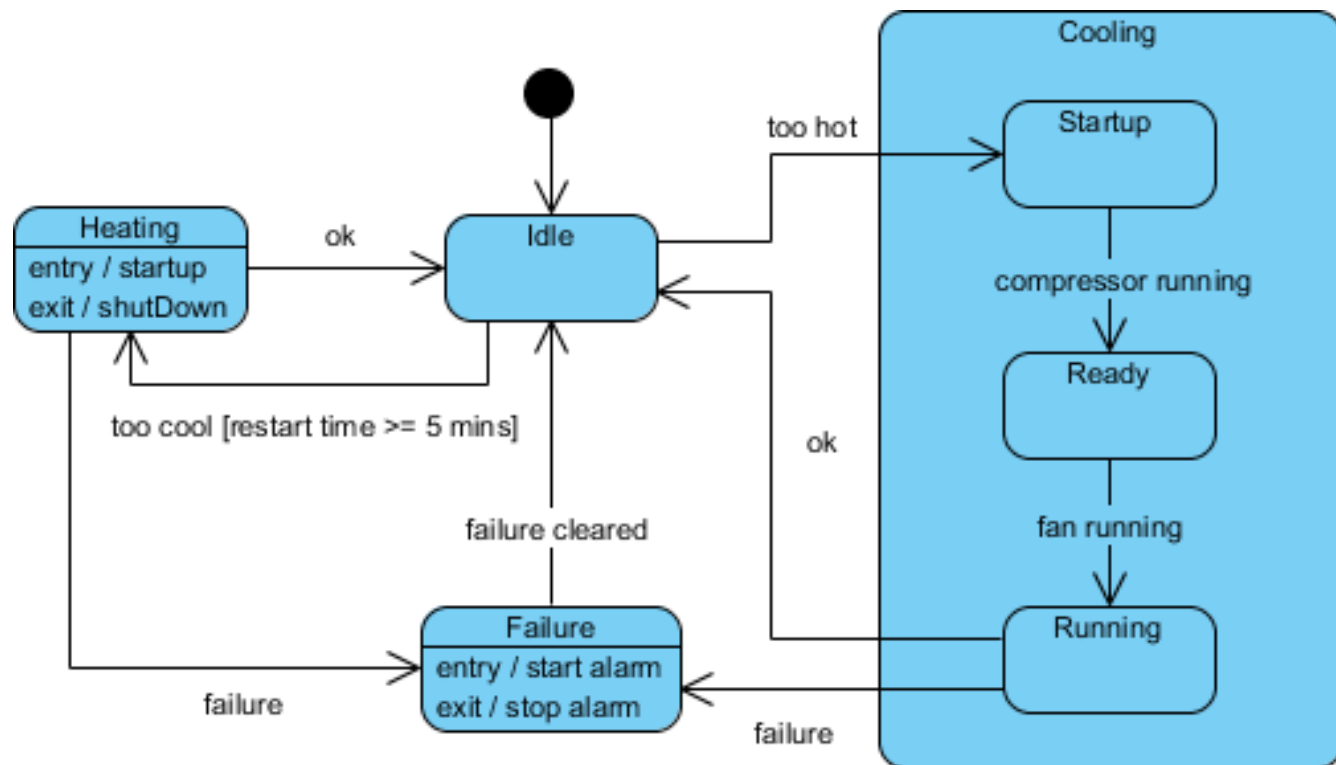 Cooling
Startup
too hot
Heating
entry / startup
exit / shutDown
ok
Idle
compressor running
Ready
too cool [restart time >= 5 mins]
ok
failure cleared
fan running
Failure
entry / start alarm
exit / stop alarm
Running
failure
failure